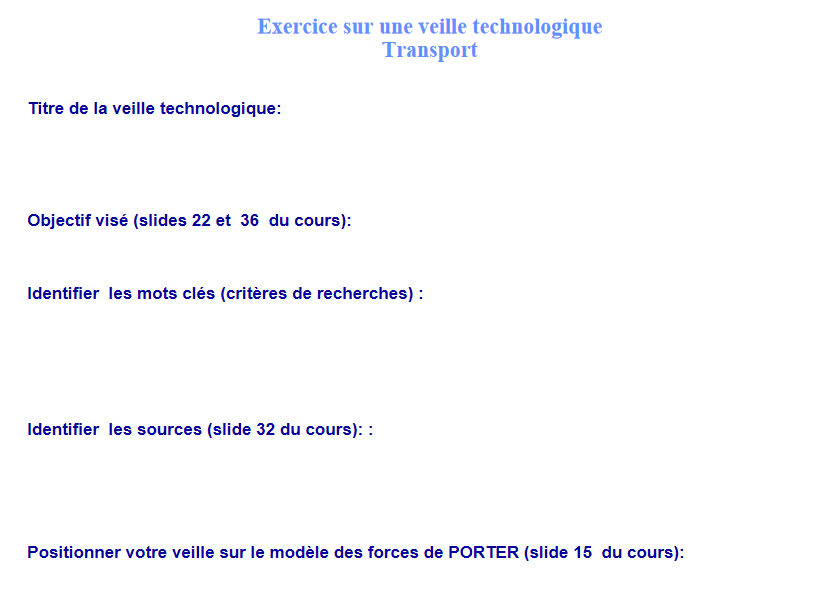 Exercice sur une veille technologique
Transport
Titre de la veille technologique:
Objectif visé (slides 22 et 36 du cours):
Identifier les mots clés (critères de recherches) :
Identifier les sources (slide 32 du cours): :
Positionner votre veille sur le modèle des forces de PORTER (slide 15 du cours):